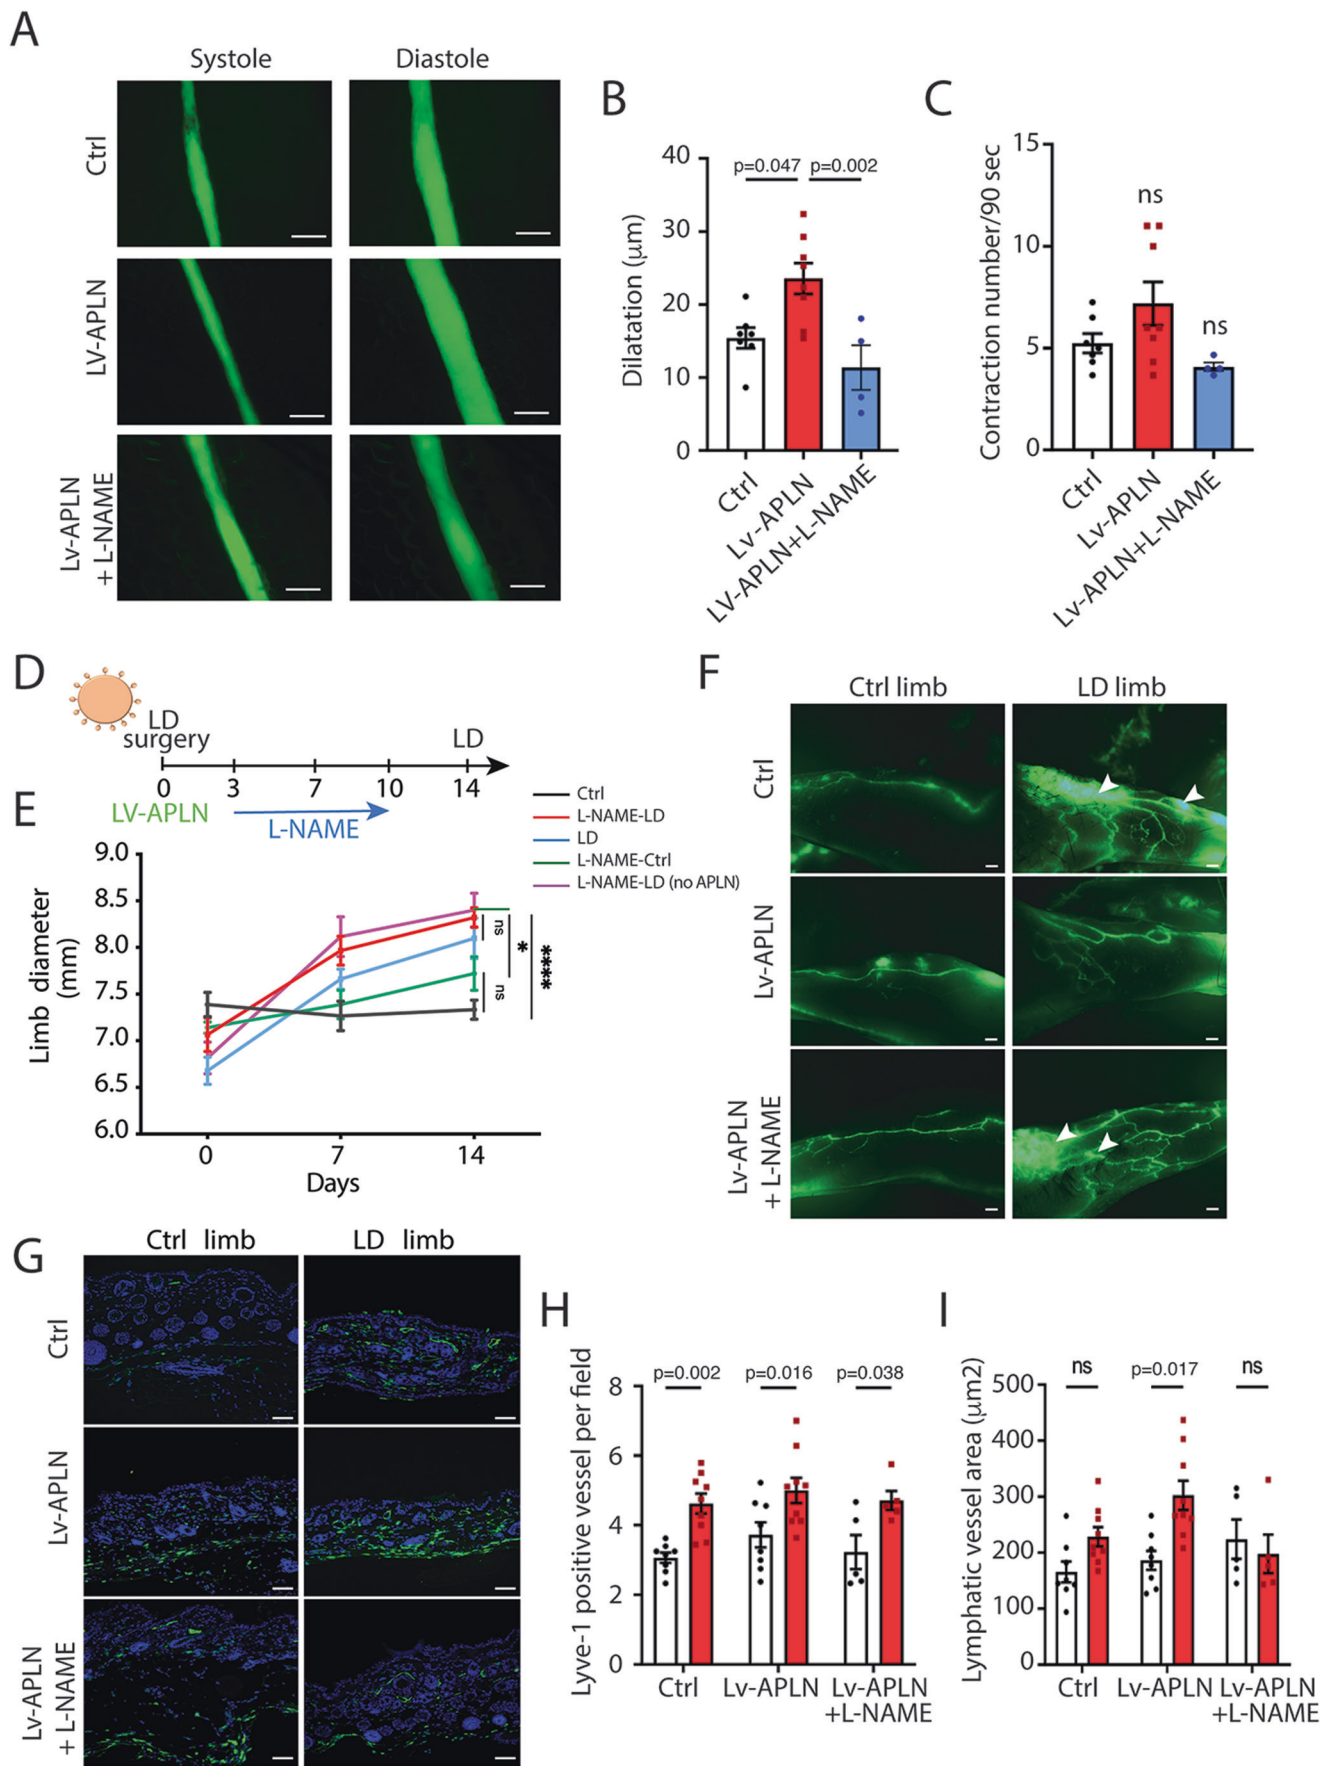 A
Systole
Diastole
Ctrl
LV-APLN
Lv-APLN
+ L-NAME
B
Dilatation (μm)
40
30
20
10
0
p=0.047
p=0.002
Ctrl
Lv-APLN
LV-APLN+L-NAME
C
Contraction number/90 sec
15
10
5
0
ns
ns
Ctrl
Lv-APLN
Lv-APLN+L-NAME
D
LD
surgery
LD
0
3
7
10
14
LV-APLN
L-NAME
E
Ctrl
L-NAME-LD
LD
L-NAME-Ctrl
L-NAME-LD (no APLN)
Limb diameter
(mm)
9.0
8.5
8.0
7.5
7.0
6.5
6.0
ns
ns
*
****
0
7
14
Days
F
Ctrl limb
LD limb
Ctrl
Lv-APLN
Lv-APLN
+ L-NAME
G
Ctrl limb
LD limb
Ctrl
Lv-APLN
Lv-APLN
+ L-NAME
H
Lyve-1 positive vessel per field
8
6
4
2
0
p=0.002
p=0.016
p=0.038
Ctrl
Lv-APLN
Lv-APLN
+L-NAME
I
Lymphatic vessel area (μm2)
500
400
300
200
100
0
ns
p=0.017
ns
Ctrl
Lv-APLN
Lv-APLN
+L-NAME